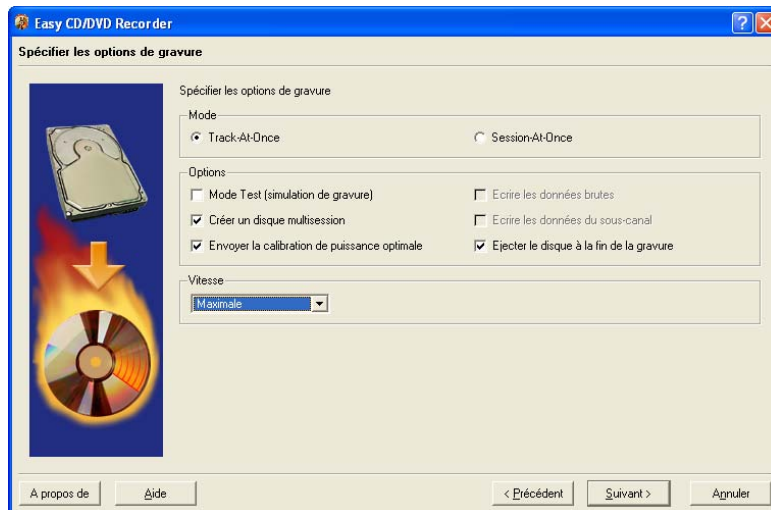 Easy CD/DVD Recorder
Spécifier les options de gravure
Spécifier les options de gravure
Mode
Track-At-Once
Session-At-Once
Options
Mode Test (simulation de gravure)
Ecrire les données brutes
Créer un disque multisession
Ecrire les données du sous-canal
Envoyer la calibration de puissance optimale
Ejecter le disque à la fin de la gravure
Vitesse
Maximale
A propos de
Aide
< Précédent
Suivant >
Annuler